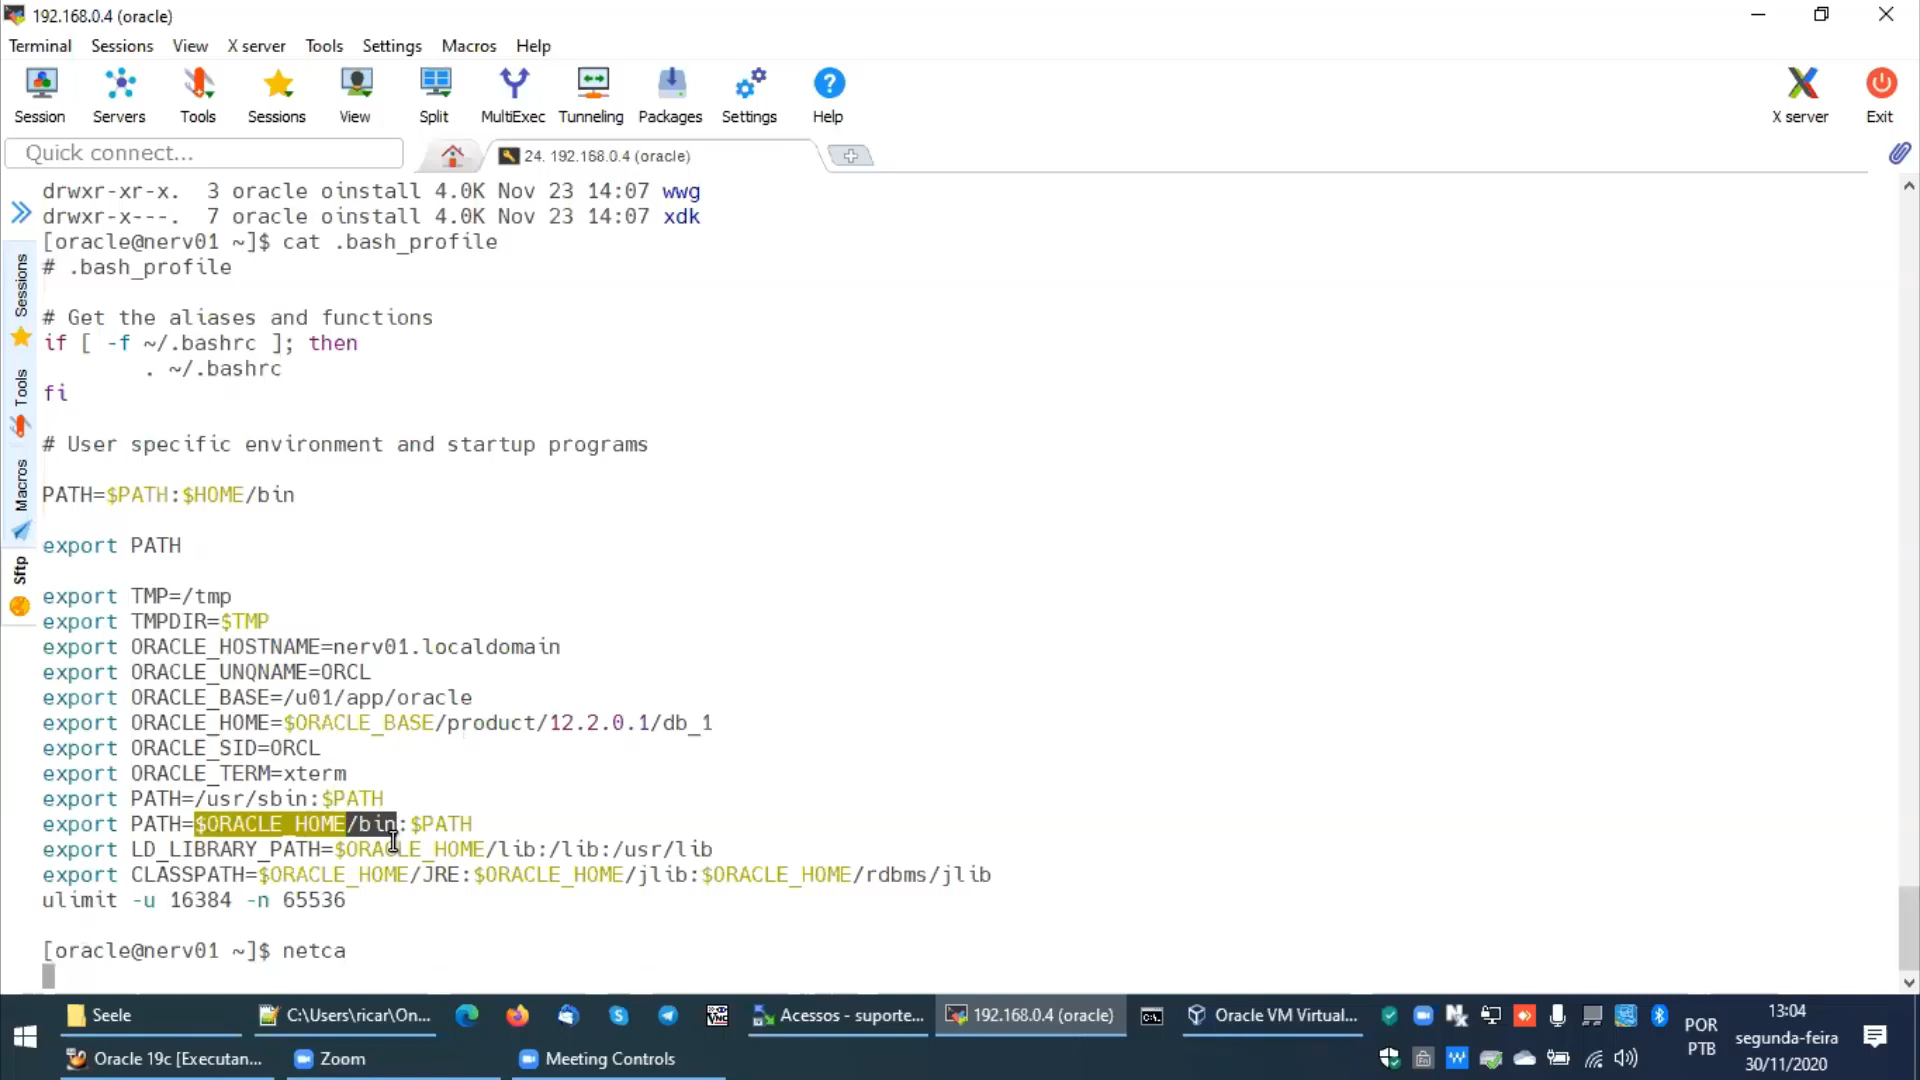 192.168.0.4 (oracle)
Terminal Sessions View X server Tools Settings Macros Help
Session Servers Tools Sessions View Split MultiExec Tunneling Packages Settings Help X server Exit
Quick connect...
24. 192.168.0.4 (oracle)
drwxr-xr-x.  3 oracle oinstall 4.0K Nov 23 14:07 wwg
drwxr-x---.  7 oracle oinstall 4.0K Nov 23 14:07 xdk
[oracle@nerv01 ~]$ cat .bash_profile
# .bash_profile
# Get the aliases and functions
if [ -f ~/.bashrc ]; then
. ~/.bashrc
fi
# User specific environment and startup programs
PATH=$PATH:$HOME/bin
export PATH
export TMP=/tmp
export TMPDIR=$TMP
export ORACLE_HOSTNAME=nerv01.localdomain
export ORACLE_UNQNAME=ORCL
export ORACLE_BASE=/u01/app/oracle
export ORACLE_HOME=$ORACLE_BASE/product/12.2.0.1/db_1
export ORACLE_SID=ORCL
export ORACLE_TERM=xterm
export PATH=/usr/sbin:$PATH
export PATH=$ORACLE_HOME/bin:$PATH
export LD_LIBRARY_PATH=$ORACLE_HOME/lib:/lib:/usr/lib
export CLASSPATH=$ORACLE_HOME/JRE:$ORACLE_HOME/jlib:$ORACLE_HOME/rdbms/jlib
ulimit -u 16384 -n 65536
[oracle@nerv01 ~]$ netca
Sessions
Tools
Macros
Sftp
Seele
C:\Users\ricar\On...
Acessos - suporte...
192.168.0.4 (oracle)
Oracle VM Virtual...
Oracle 19c [Executan...
Zoom
Meeting Controls
POR
PTB
13:04
segunda-feira
30/11/2020